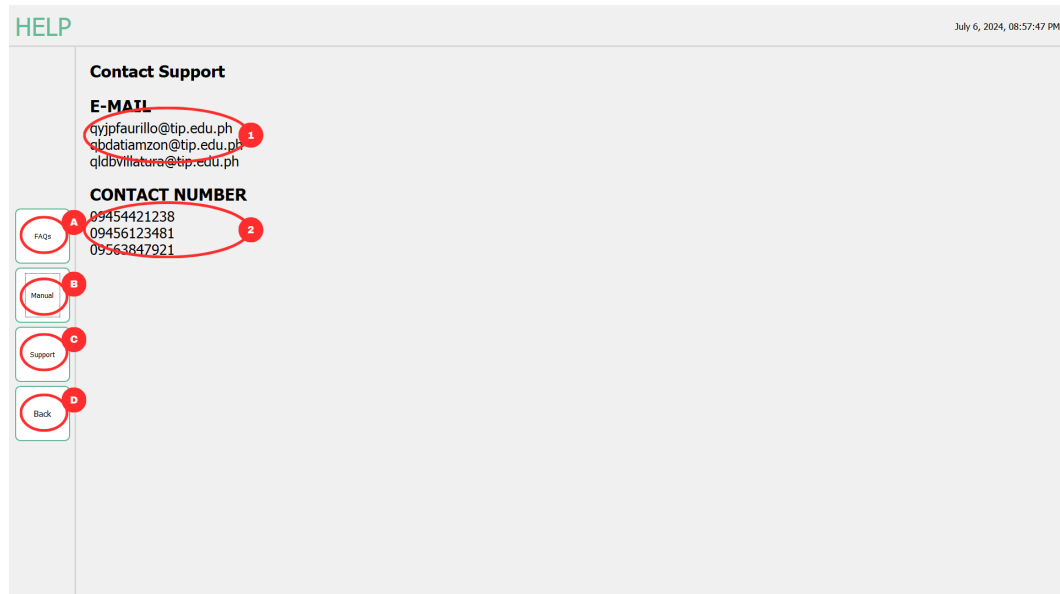 HELP
July 6, 2024, 08:57:47 PM
Contact Support
E-MAIL
qyjpfaurillo@tip.edu.ph
qbdatiamzon@tip.edu.ph
qldbvillatura@tip.edu.ph
1
CONTACT NUMBER
09454421238
09456123481
09563847921
2
FAQs
A
Manual
B
Support
C
Back
D